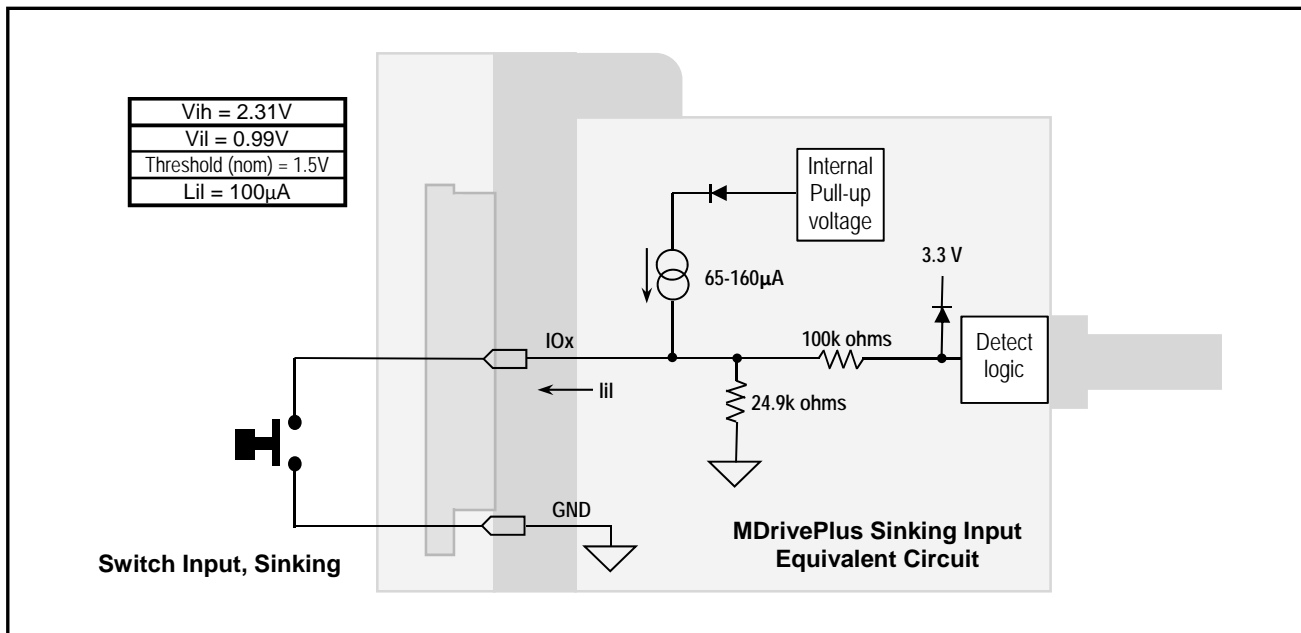 Vih = 2.31V
Vil = 0.99V
Threshold (nom) = 1.5V
Lil = 100µA
Internal
Pull-up
voltage
65-160µA
3.3 V
IOx
100k ohms
Detect
logic
Iil
24.9k ohms
GND
MDrivePlus Sinking Input
Equivalent Circuit
Switch Input, Sinking